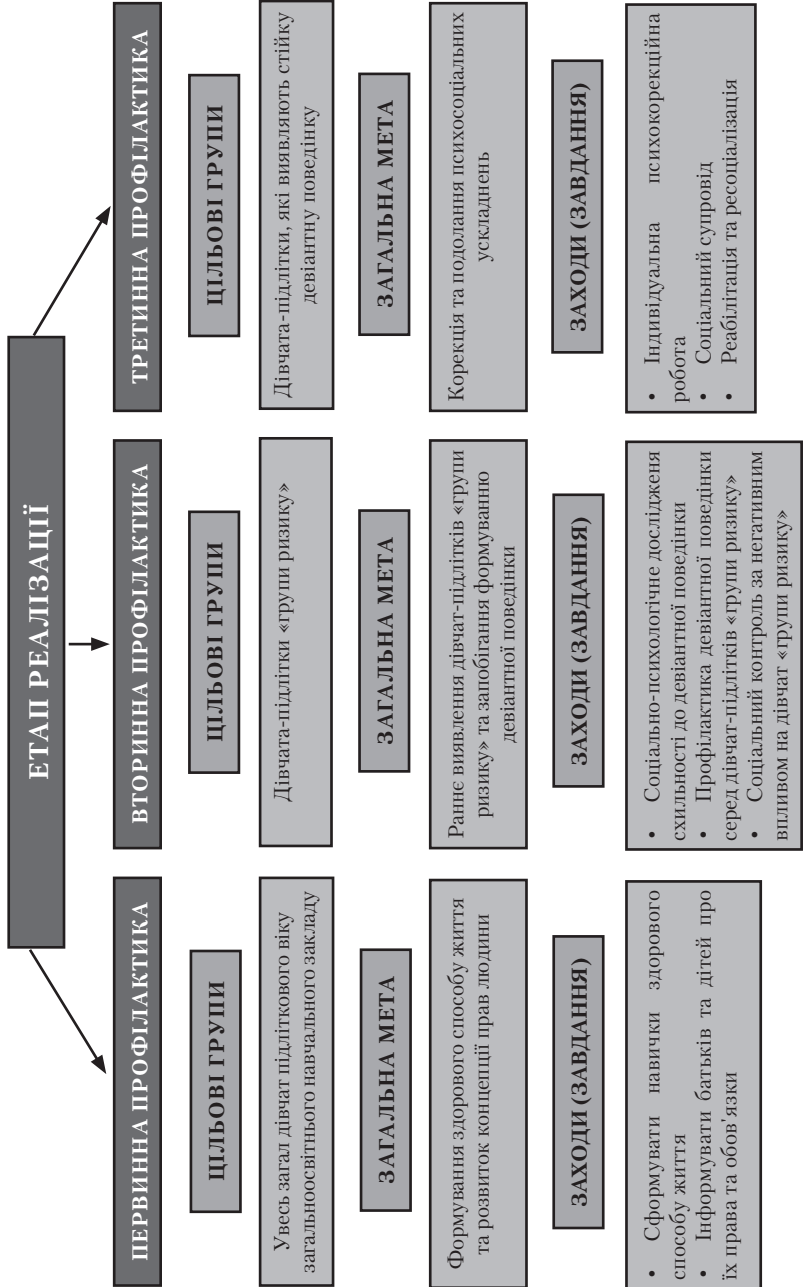 ЕТАП РЕАЛІЗАЦІЇ
ПЕРВИННА ПРОФІЛАКТИКА
ЦІЛЬОВІ ГРУПИ
Увесь загал дівчат підліткового віку
загальноосвітнього навчального закладу
ЗАГАЛЬНА МЕТА
Формування здорового способу життя
та розвиток концепції прав людини
ЗАХОДИ (ЗАВДАННЯ)
• Сформувати навички здорового
способу життя
• Інформувати батьків та дітей про
їх права та обов'язки
ВТОРИННА ПРОФІЛАКТИКА
ЦІЛЬОВІ ГРУПИ
Дівчата-підлітки «групи ризику»
ЗАГАЛЬНА МЕТА
Раннє виявлення дівчат-підлітків «групи
ризику» та запобігання формуванню
девіантної поведінки
ЗАХОДИ (ЗАВДАННЯ)
• Соціально-психологічне дослідженя
схильності до девіантної поведінки
• Профілактика девіантної поведінки
серед дівчат-підлітків «групи ризику»
• Соціальний контроль за негативним
впливом на дівчат «групи ризику»
ТРЕТИННА ПРОФІЛАКТИКА
ЦІЛЬОВІ ГРУПИ
Дівчата-підлітки, які виявляють стійку
девіантну поведінку
ЗАГАЛЬНА МЕТА
Корекція та подолання психосоціальних
ускладнень
ЗАХОДИ (ЗАВДАННЯ)
• Індивідуальна психокорекційна
робота
• Соціальний супровід
• Реабілітація та ресоціалізація